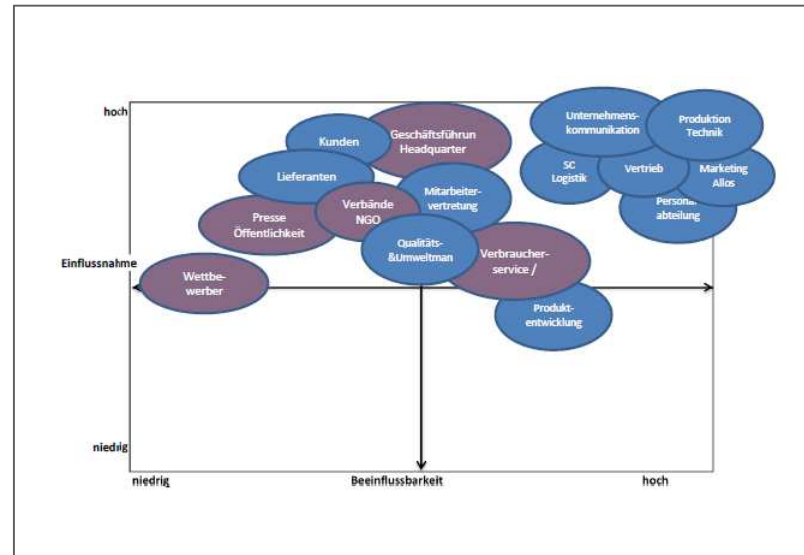 hoch
Unternehmens-
kommunikation
Produktion
Technik
Geschäftsführun
Headquarter
Kunden
SC
Logistik
Vertrieb
Marketing
Allos
Lieferanten
Mitarbeiter-
vertretung
Verbände
NGO
Personal
abteilung
Presse
Öffentlichkeit
Qualitäts-
&Umweltman
Verbraucher-
service /
Einflussnahme
Wettbe-
werber
Produkt-
entwicklung
niedrig
niedrig
Beeinflussbarkeit
hoch